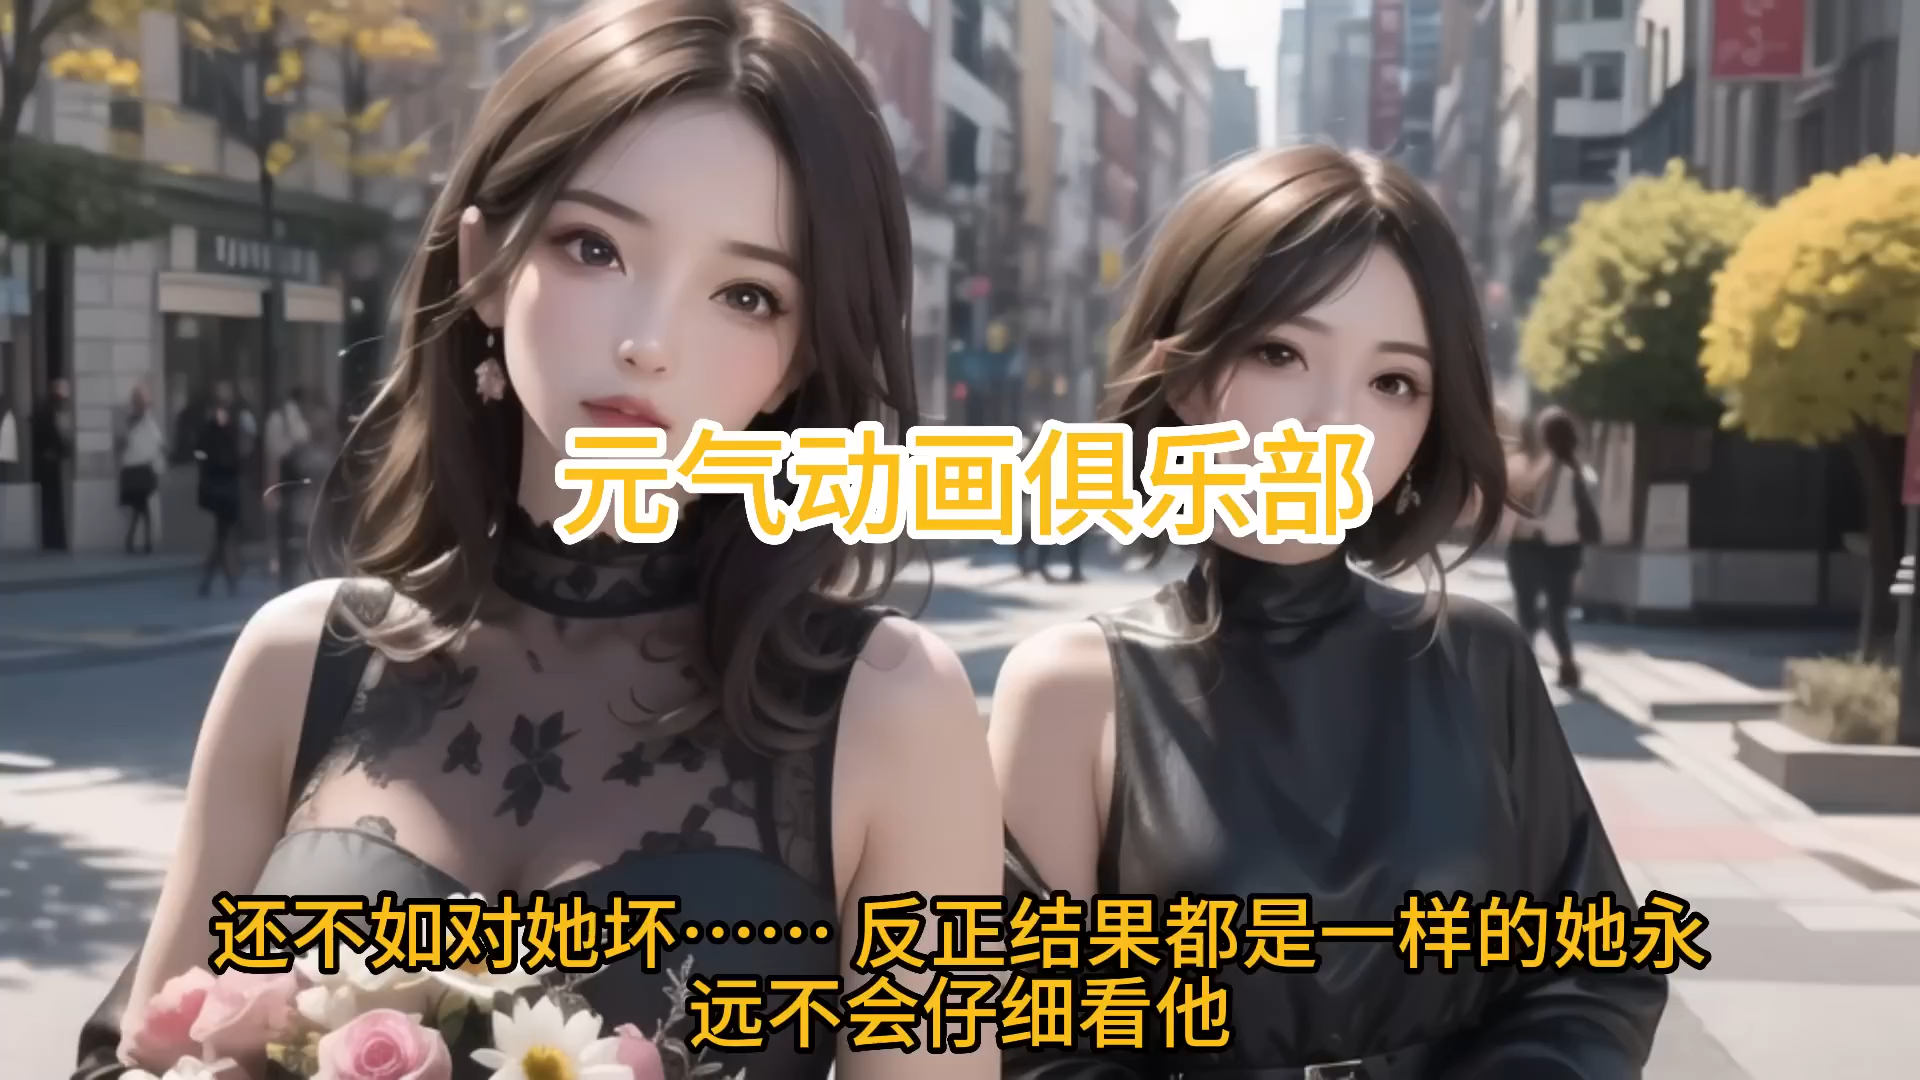 元气动画俱乐部
还不如对她坏…… 反正结果都是一样的她永
远不会仔细看他